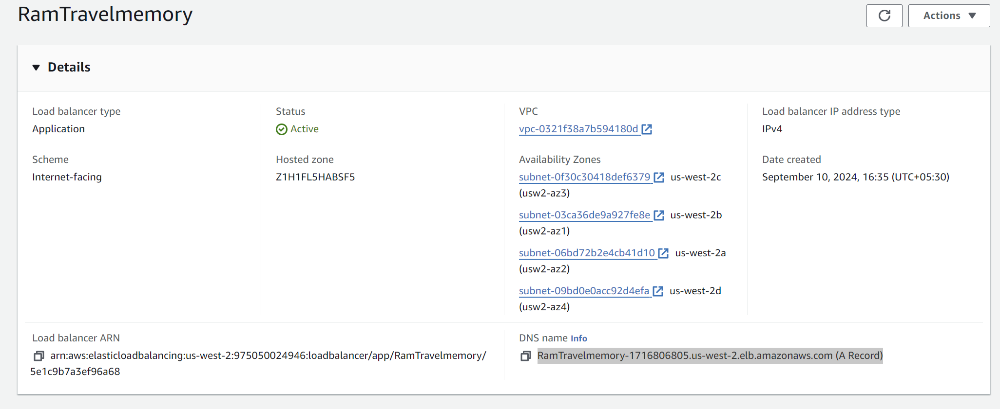 RamTravelmemory
Actions
Details
Load balancer type
Application
Status
Active
VPC
vpc-0321f38a7b594180d
Load balancer IP address type
IPv4
Scheme
Internet-facing
Hosted zone
Z1H1FL5HABSF5
Availability Zones
subnet-0f30c30418def6379 us-west-2c
(usw2-az3)
subnet-03ca36de9a927fe8e us-west-2b
(usw2-az1)
subnet-06bd72b2e4cb41d10 us-west-2a
(usw2-az2)
subnet-09bd0e0acc92d4efa us-west-2d
(usw2-az4)
Date created
September 10, 2024, 16:35 (UTC+05:30)
Load balancer ARN
arn:aws:elasticloadbalancing:us-west-2:975050024946:loadbalancer/app/RamTravelmemory/
5e1c9b7a3ef96a68
DNS name Info
RamTravelmemory-1716806805.us-west-2.elb.amazonaws.com (A Record)